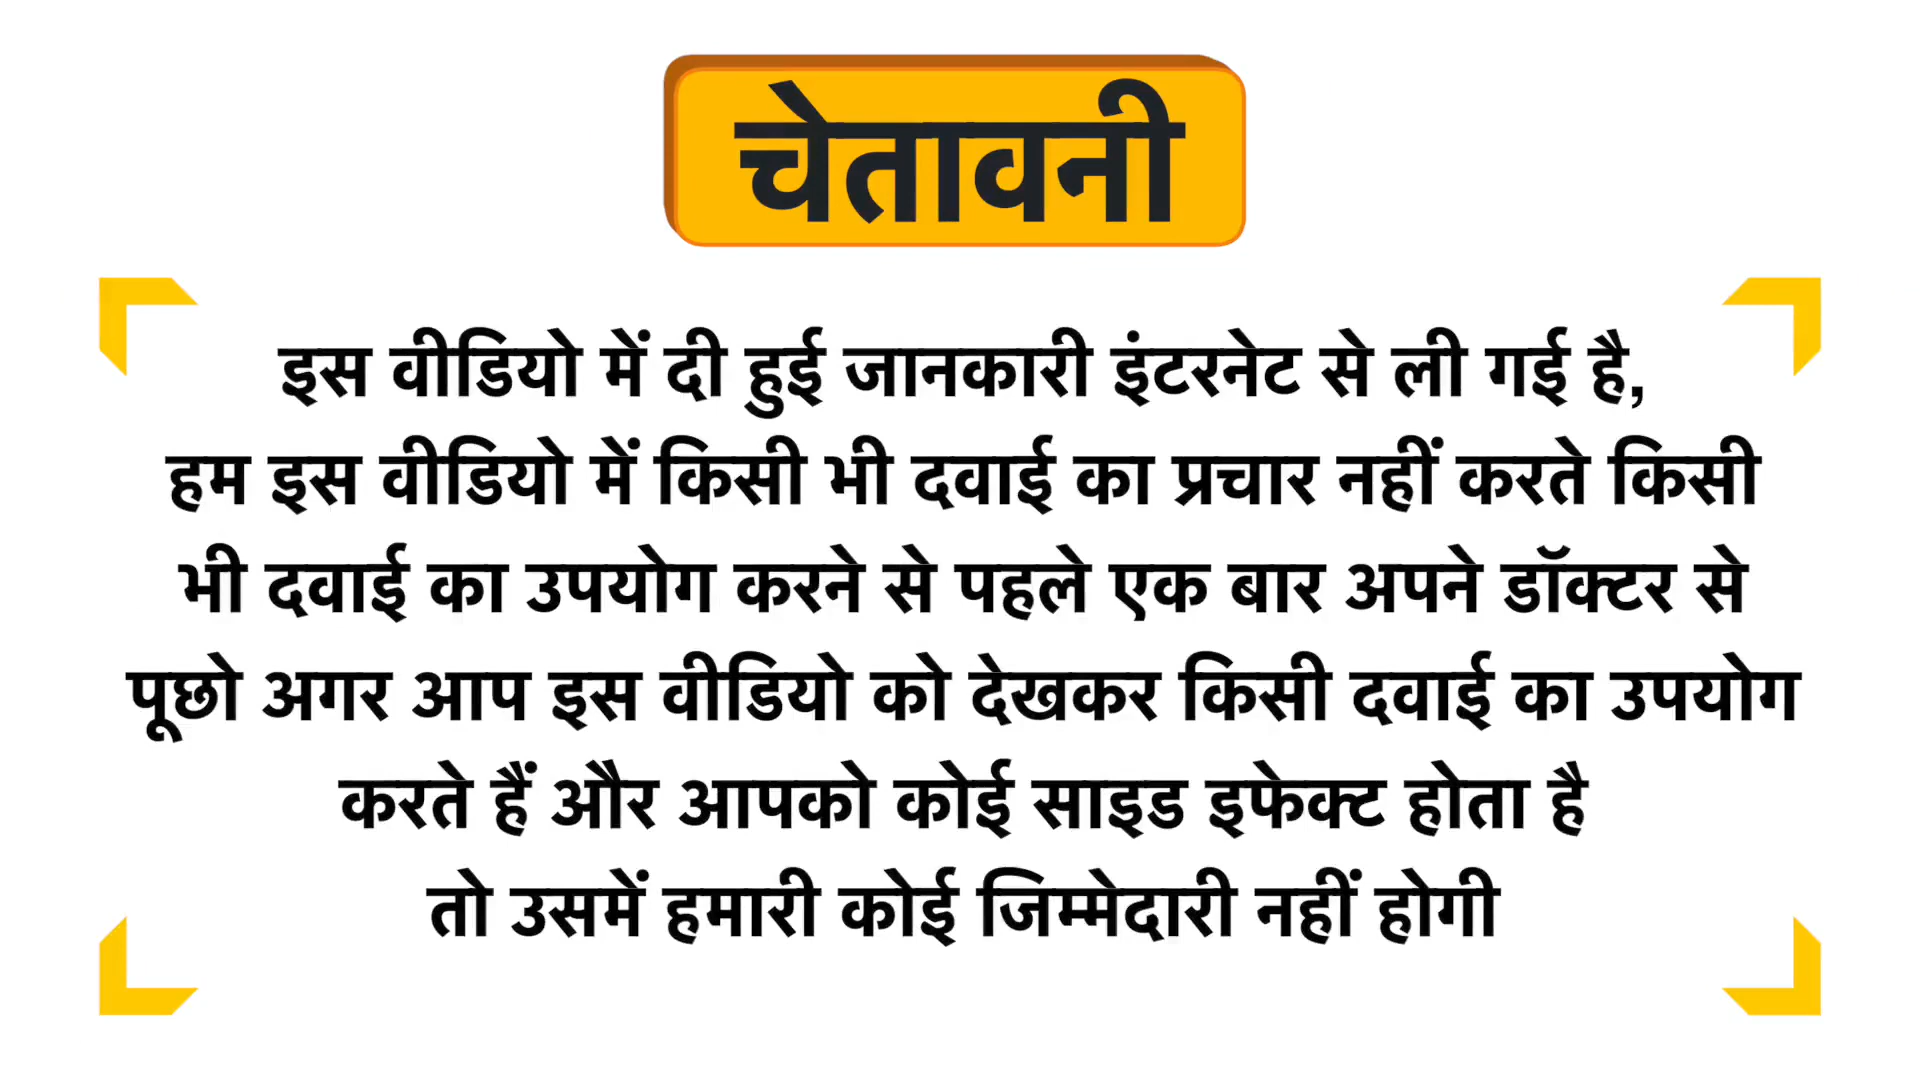 चेतावनी
इस वीडियो में दी हुई जानकारी इंटरनेट से ली गई है,
हम इस वीडियो में किसी भी दवाई का प्रचार नहीं करते किसी
भी दवाई का उपयोग करने से पहले एक बार अपने डॉक्टर से
पूछो अगर आप इस वीडियो को देखकर किसी दवाई का उपयोग
करते हैं और आपको कोई साइड इफेक्ट होता है
तो उसमें हमारी कोई जिम्मेदारी नहीं होगी